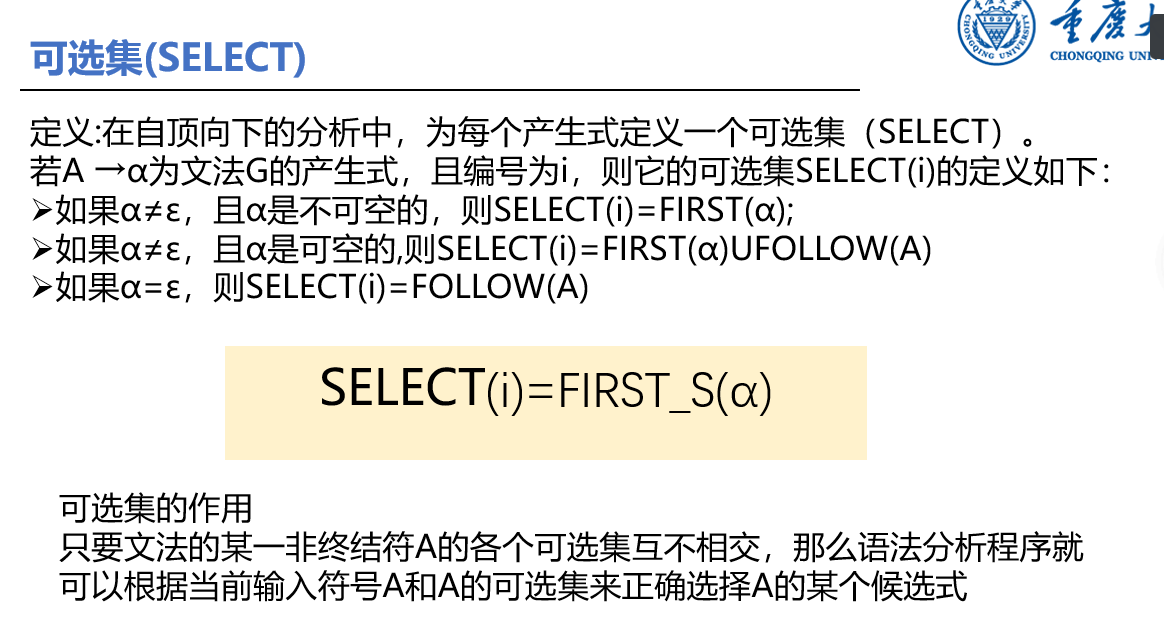 重庆大
CHONGQING UNI
CHONGQING UNIVERSITY
1929
可选集(SELECT)
定义:在自顶向下的分析中，为每个产生式定义一个可选集（SELECT）。
若A →α为文法G的产生式，且编号为i，则它的可选集SELECT(i)的定义如下：
➢如果α≠ε，且α是不可空的，则SELECT(i)=FIRST(α);
➢如果α≠ε，且α是可空的,则SELECT(i)=FIRST(α)UFOLLOW(A)
➢如果α=ε，则SELECT(i)=FOLLOW(A)
SELECT(i)=FIRST_S(α)
可选集的作用
只要文法的某一非终结符A的各个可选集互不相交，那么语法分析程序就
可以根据当前输入符号A和A的可选集来正确选择A的某个候选式